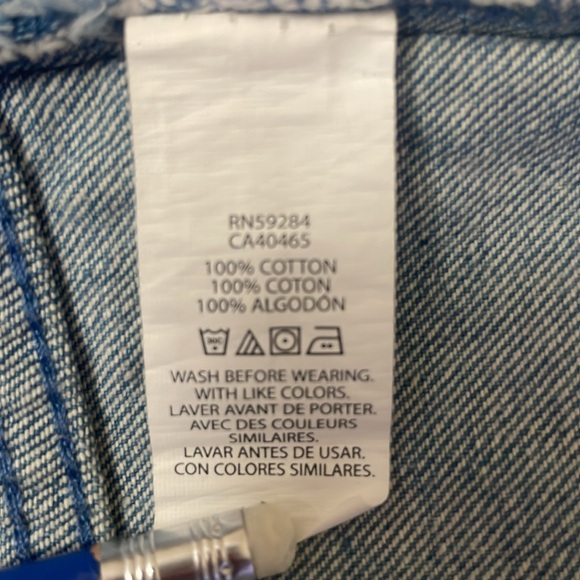 RN59284
CA40465
100% COTTON
100% COTON
100% ALGODÓN
30C
WASH BEFORE WEARING.
WITH LIKE COLORS.
LAVER AVANT DE PORTER.
AVEC DES COULEURS
SIMILAIRES.
LAVAR ANTES DE USAR.
CON COLORES SIMILARES.